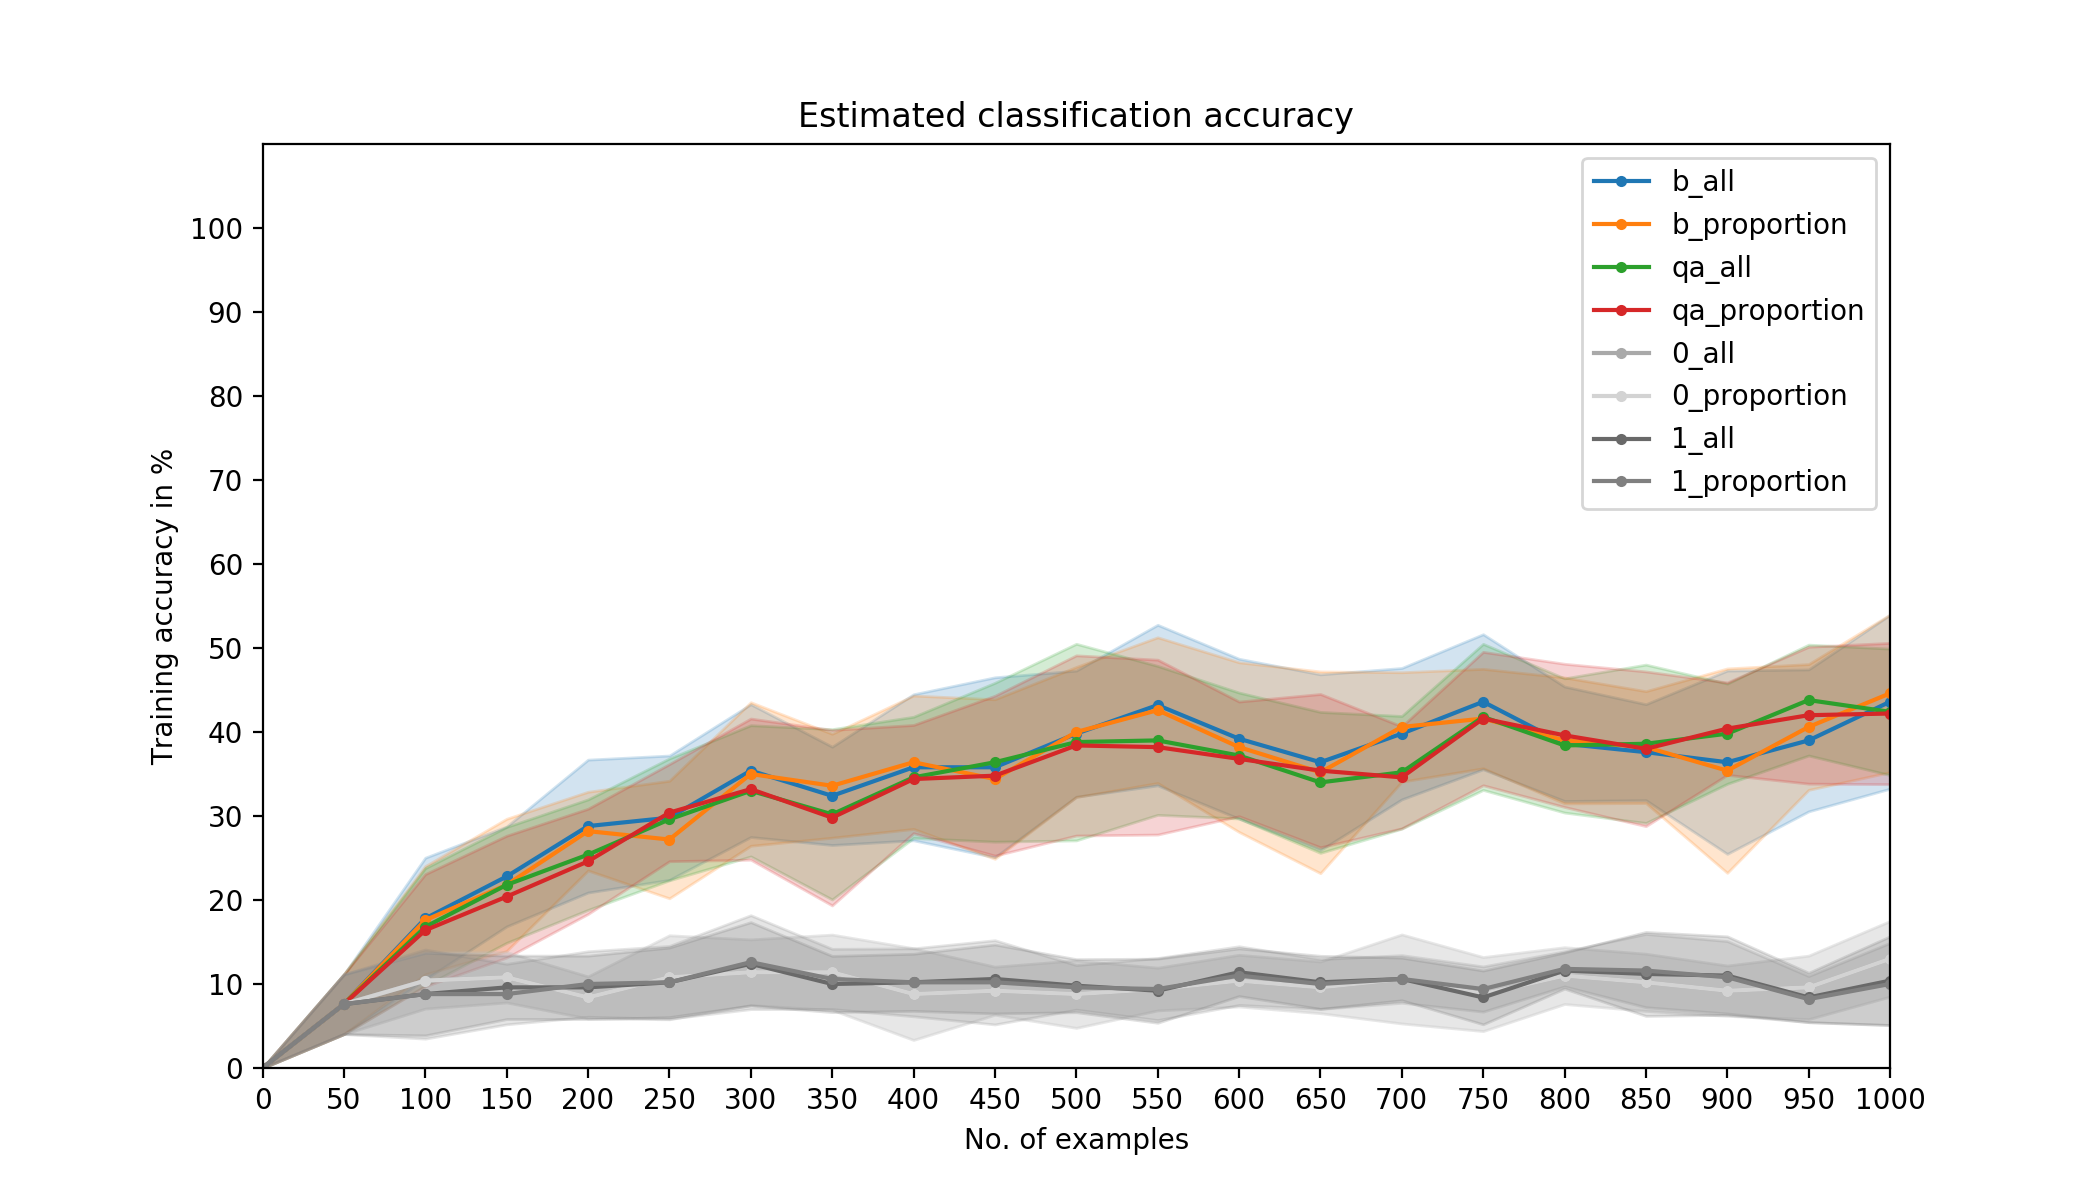 Estimated classification accuracy
b_all
b_proportion
qa_all
qa_proportion
0_all
0_proportion
1_all
1_proportion
Training accuracy in %
100
90
80
70
60
50
40
30
20
10
0
0 50 100 150 200 250 300 350 400 450 500 550 600 650 700 750 800 850 900 950 1000
No. of examples